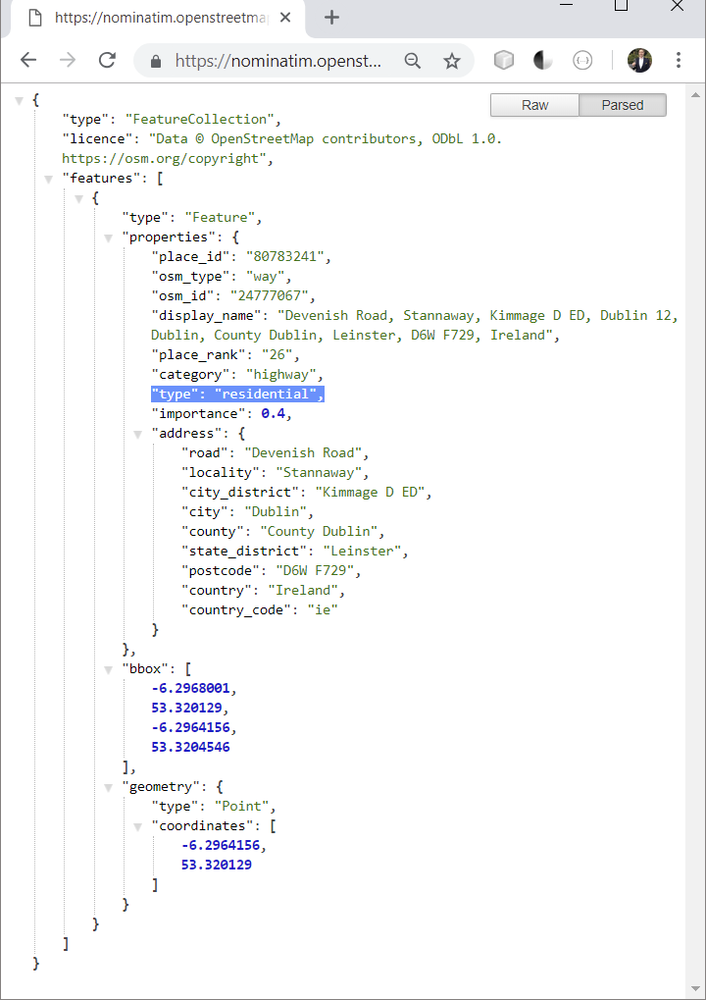 https://nominatim.openstreetma
https://nominatim.openst...
Raw Parsed
{
"type": "FeatureCollection",
"licence": "Data © OpenStreetMap contributors, ODbL 1.0.
https://osm.org/copyright",
"features": [
{
"type": "Feature",
"properties": {
"place_id": "80783241",
"osm_type": "way",
"osm_id": "24777067",
"display_name": "Devenish Road, Stannaway, Kimmage D ED, Dublin 12,
Dublin, County Dublin, Leinster, D6W F729, Ireland",
"place_rank": "26",
"category": "highway",
"type": "residential",
"importance": 0.4,
"address": {
"road": "Devenish Road",
"locality": "Stannaway",
"city_district": "Kimmage D ED",
"city": "Dublin",
"county": "County Dublin",
"state_district": "Leinster",
"postcode": "D6W F729",
"country": "Ireland",
"country_code": "ie"
}
},
"bbox": [
-6.2968001,
53.320129,
-6.2964156,
53.3204546
],
"geometry": {
"type": "Point",
"coordinates": [
-6.2964156,
53.320129
]
}
}
]
}